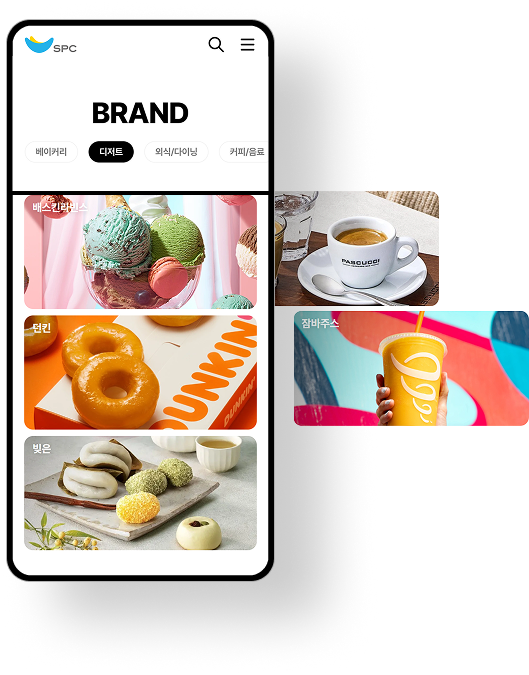 SPC
BRAND
베이커리
디저트
외식/다이닝
커피/음료
배스킨라빈스
PASCUCCI
잠바주스
던킨
DUNKIN'
DUNKIN'
빚은